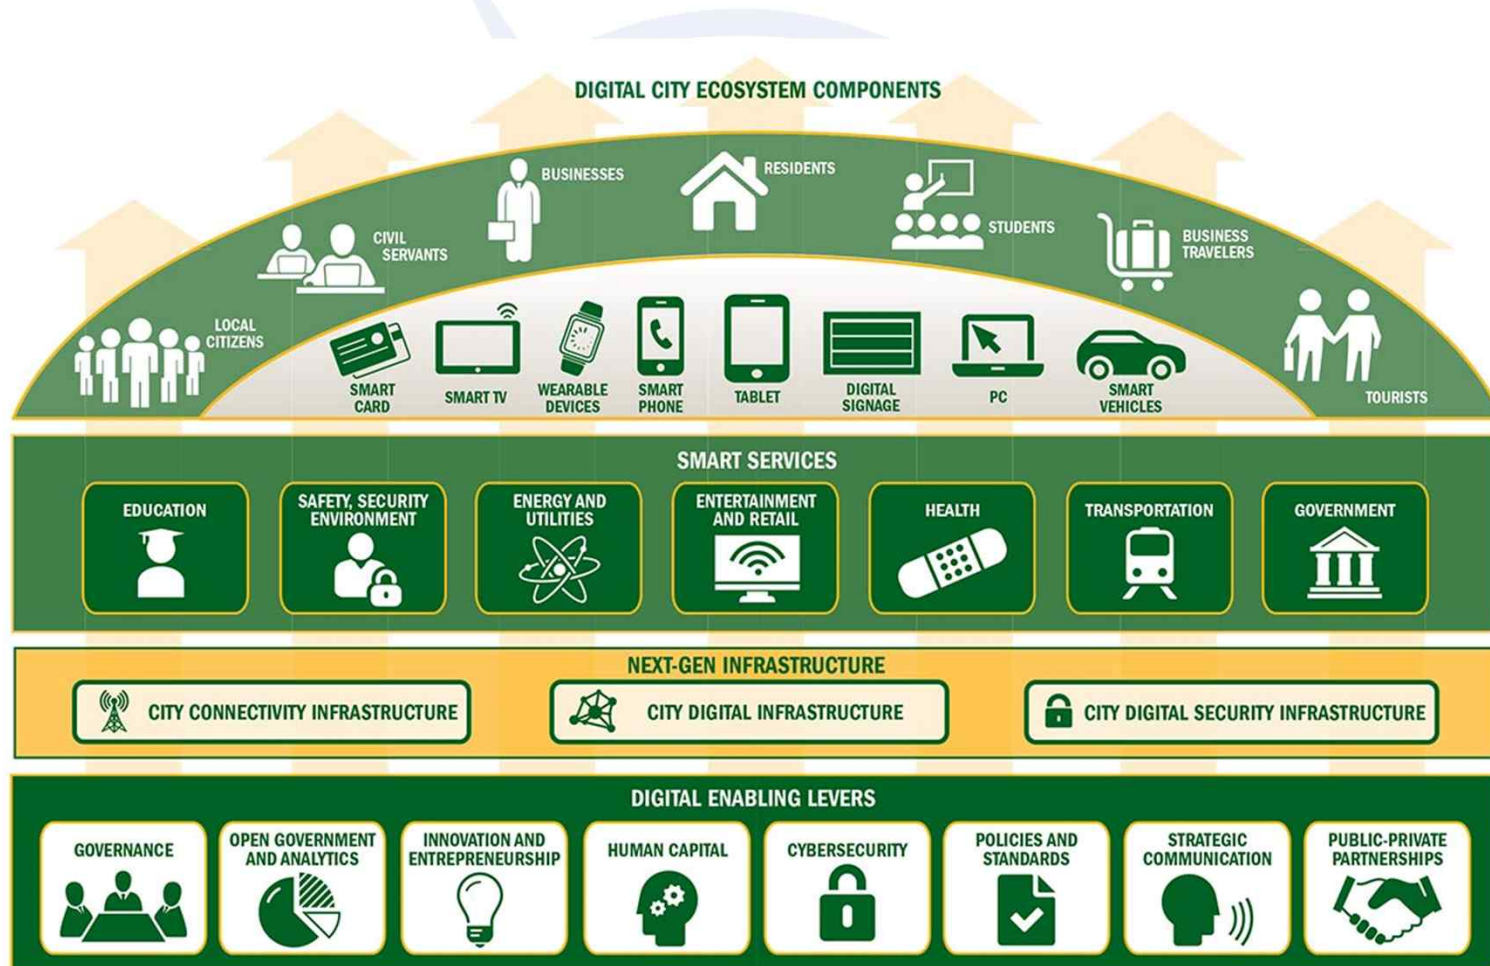 DIGITAL CITY ECOSYSTEM COMPONENTS
LOCAL
CITIZENS
CIVIL
SERVANTS
BUSINESSES
RESIDENTS
STUDENTS
BUSINESS
TRAVELERS
TOURISTS
SMART
CARD
SMART TV
WEARABLE
DEVICES
SMART
PHONE
TABLET
DIGITAL
SIGNAGE
PC
SMART
VEHICLES
SMART SERVICES
EDUCATION
SAFETY, SECURITY
ENVIRONMENT
ENERGY AND
UTILITIES
ENTERTAINMENT
AND RETAIL
HEALTH
TRANSPORTATION
GOVERNMENT
NEXT-GEN INFRASTRUCTURE
CITY CONNECTIVITY INFRASTRUCTURE
CITY DIGITAL INFRASTRUCTURE
CITY DIGITAL SECURITY INFRASTRUCTURE
DIGITAL ENABLING LEVERS
GOVERNANCE
OPEN GOVERNMENT
AND ANALYTICS
INNOVATION AND
ENTREPRENEURSHIP
HUMAN CAPITAL
CYBERSECURITY
POLICIES AND
STANDARDS
STRATEGIC
COMMUNICATION
PUBLIC-PRIVATE
PARTNERSHIPS